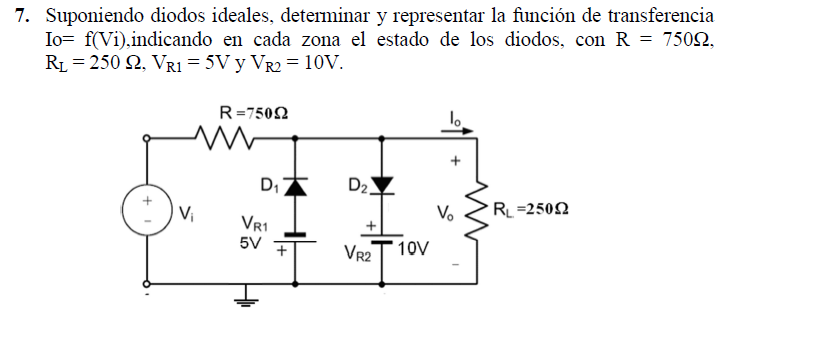 7. Suponiendo diodos ideales, determinar y representar la función de transferencia
Io= f(Vi),indicando en cada zona el estado de los diodos, con R = 750Ω,
RL = 250 Ω, VR1 = 5V y VR2 = 10V.
R=750Ω
Io
+
D1
D2
+
-
Vi
Vo
RL =250Ω
VR1
5V
+
+
VR2
10V
-